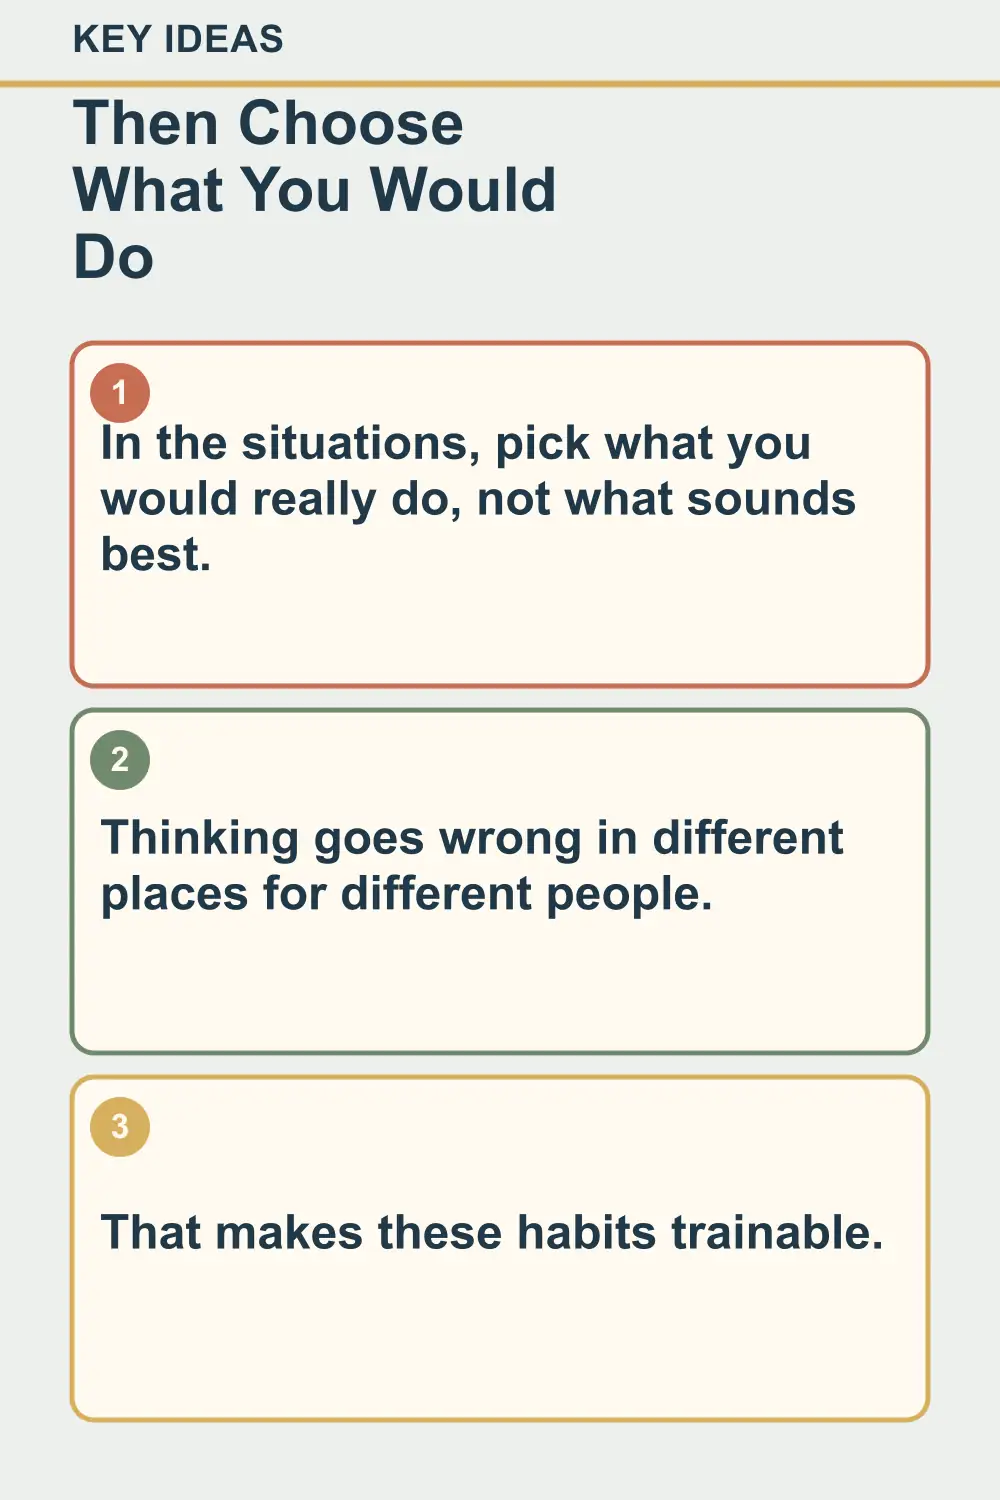 KEY IDEAS
Then Choose
What You Would
Do
1
In the situations, pick what you
would really do, not what sounds
best.
2
Thinking goes wrong in different
places for different people.
3
That makes these habits trainable.